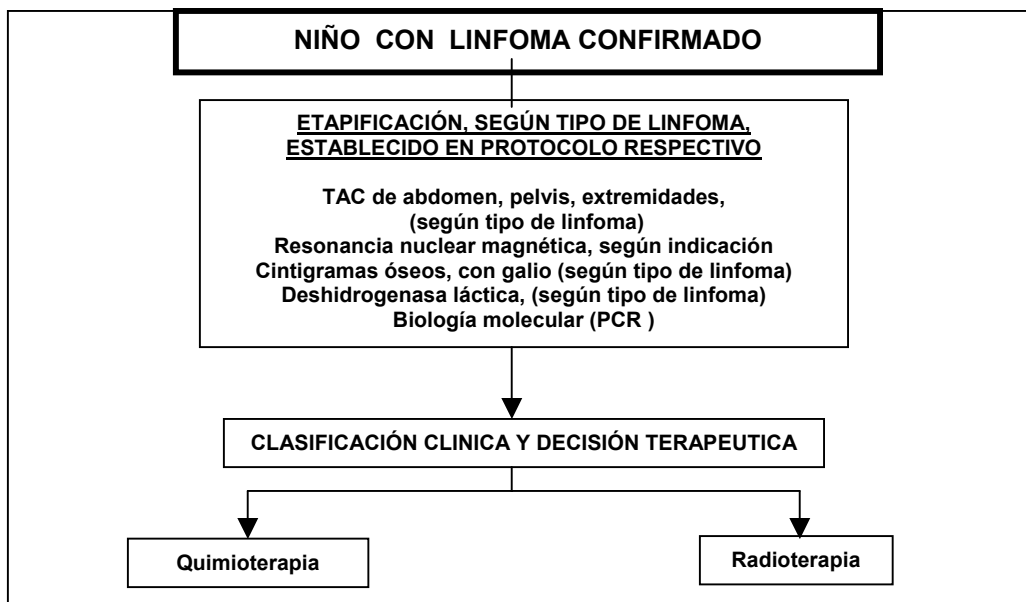 NIÑO CON LINFOMA CONFIRMADO
ETAPIFICACIÓN, SEGÚN TIPO DE LINFOMA,
ESTABLECIDO EN PROTOCOLO RESPECTIVO
TAC de abdomen, pelvis, extremidades,
(según tipo de linfoma)
Resonancia nuclear magnética, según indicación
Cintigramas óseos, con galio (según tipo de linfoma)
Deshidrogenasa láctica, (según tipo de linfoma)
Biología molecular (PCR )
CLASIFICACIÓN CLINICA Y DECISIÓN TERAPEUTICA
Quimioterapia
Radioterapia